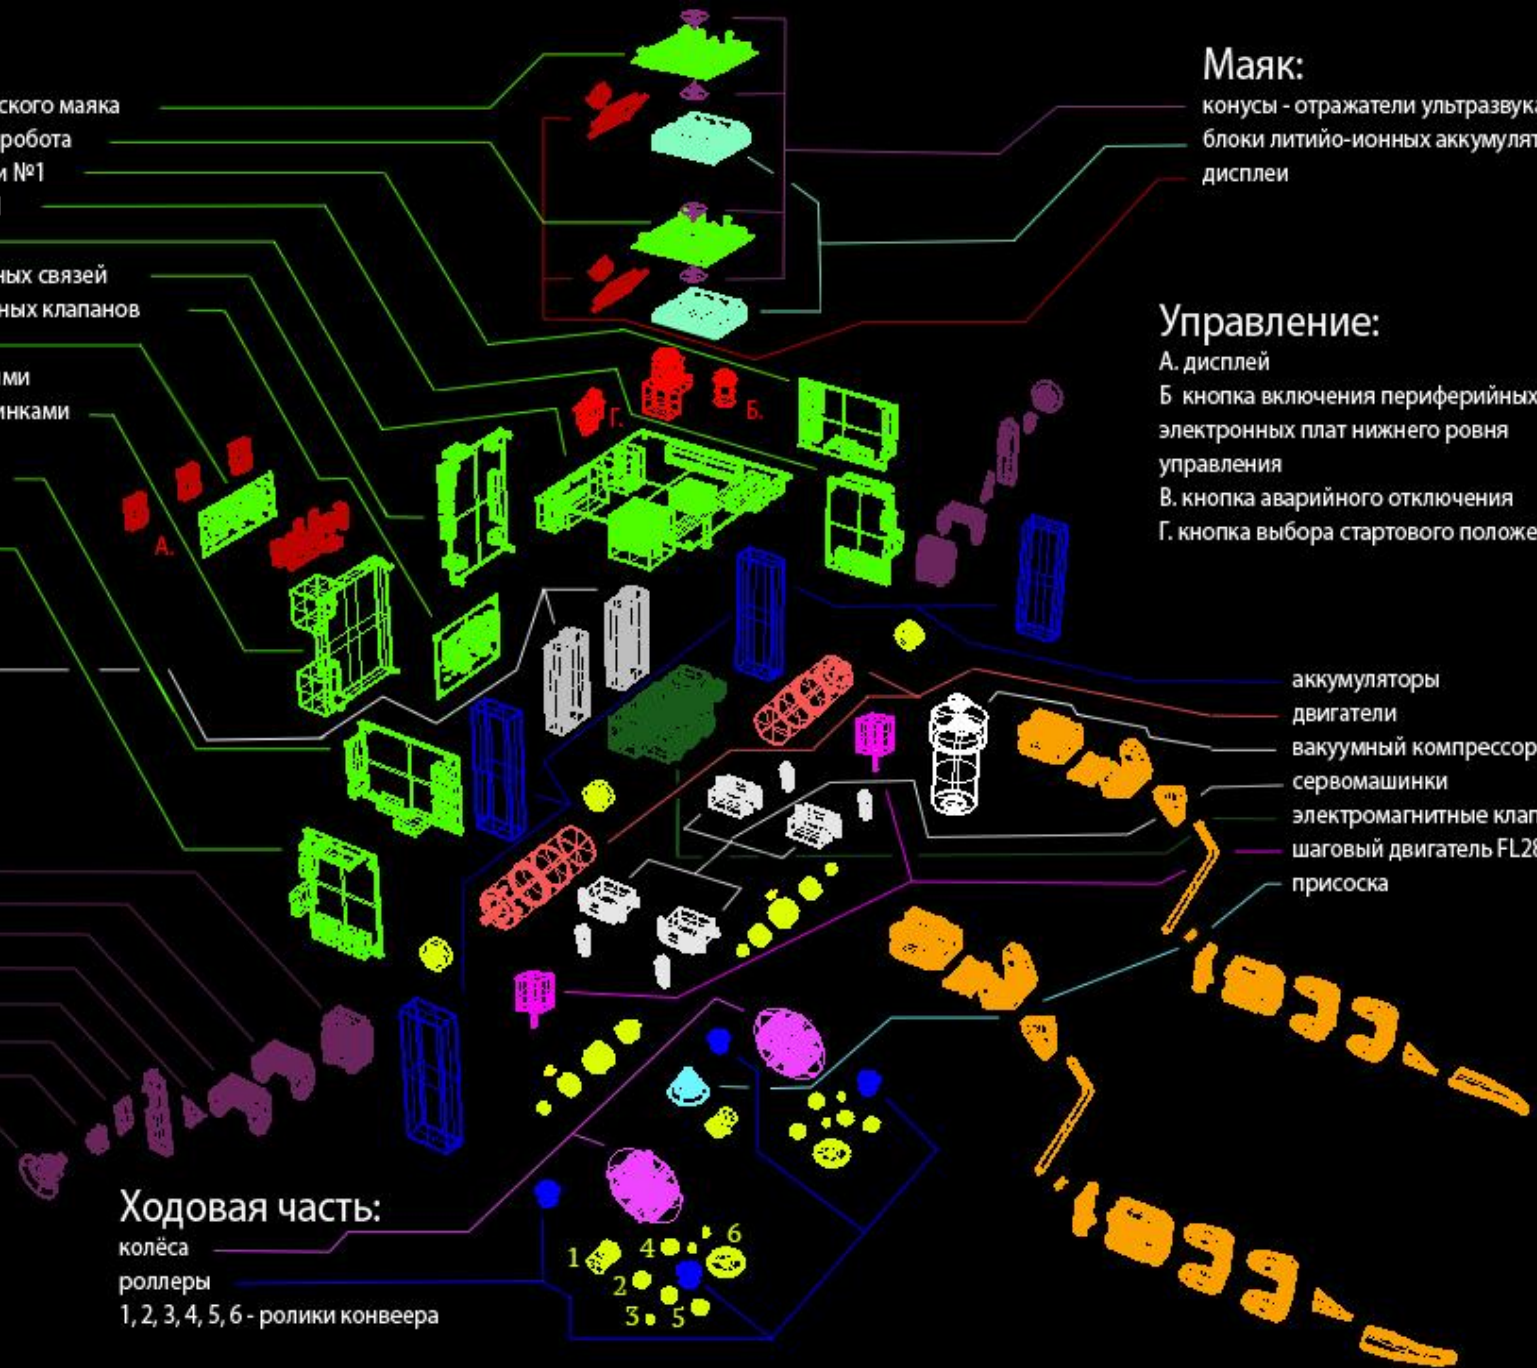 ского маяка
робота
и №1
ных связей
ных клапанов
ими
инками
Маяк:
конусы - отражатели ультразвука
блоки литийо-ионных аккумулят
дисплеи
Управление:
А. дисплей
Б кнопка включения периферийных
электронных плат нижнего ровня
управления
В. кнопка аварийного отключения
Г. кнопка выбора стартового положе
Г.
Б.
А.
аккумуляторы
двигатели
вакуумный компрессор
сервомашинки
электромагнитные клап
шаговый двигатель FL28
присоска
Ходовая часть:
колёса
роллеры
1, 2, 3, 4, 5, 6 - ролики конвеера
1
4
6
2
3
5